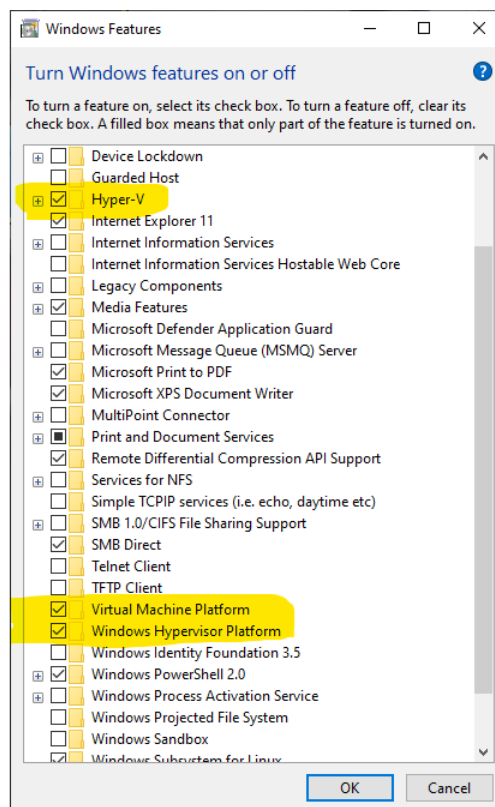 Windows Features
Turn Windows features on or off
To turn a feature on, select its check box. To turn a feature off, clear its
check box. A filled box means that only part of the feature is turned on.
Device Lockdown
Guarded Host
Hyper-V
Internet Explorer 11
Internet Information Services
Internet Information Services Hostable Web Core
Legacy Components
Media Features
Microsoft Defender Application Guard
Microsoft Message Queue (MSMQ) Server
Microsoft Print to PDF
Microsoft XPS Document Writer
MultiPoint Connector
Print and Document Services
Remote Differential Compression API Support
Services for NFS
Simple TCPIP services (i.e. echo, daytime etc)
SMB 1.0/CIFS File Sharing Support
SMB Direct
Telnet Client
TFTP Client
Virtual Machine Platform
Windows Hypervisor Platform
Windows Identity Foundation 3.5
Windows PowerShell 2.0
Windows Process Activation Service
Windows Projected File System
Windows Sandbox
Windows Subsystem for Linux
OK
Cancel